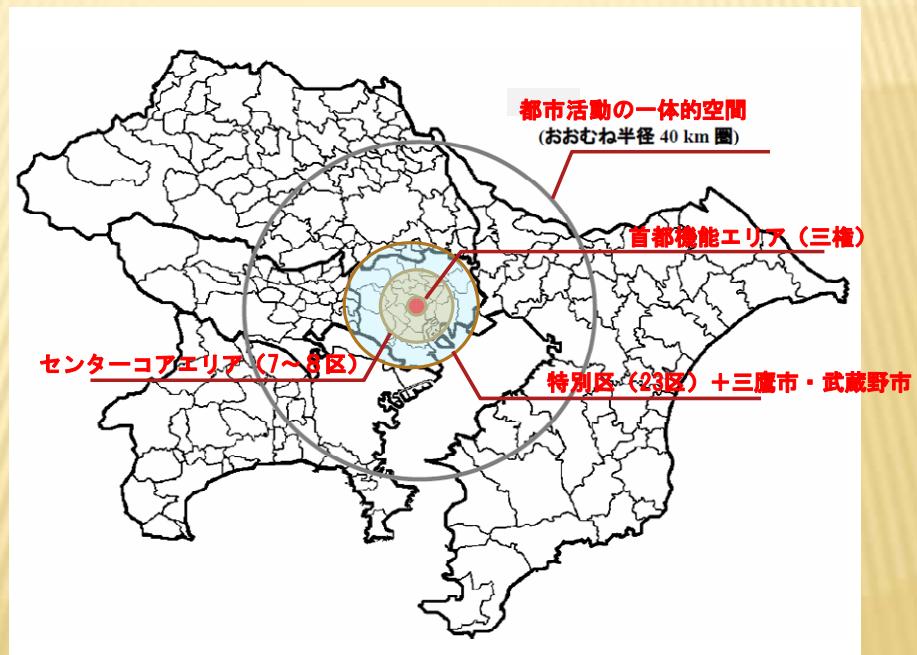 都市活動の一体的空間
(おおむね半径 40 km 圏)
首都機能エリア（三権）
センターコアエリア（7～8区）
特別区（23区）＋三鷹市・武蔵野市